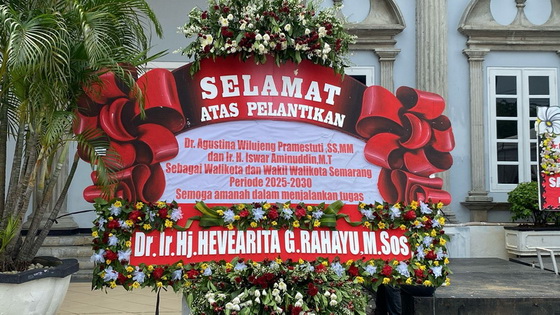 SELAMAT
ATAS PELANTIKAN
Dr. Agustina Wilujeng Pramestuti ,SS,MM
dan Ir. H. Iswar Aminuddin,M.T
Sebagai Walikota dan Wakil Walikota Semarang
Periode 2025-2030
Semoga amanah dalam menjalankan tugas
Dr. Ir. Hj. HEVEARITA G. RAHAYU, M.Sos